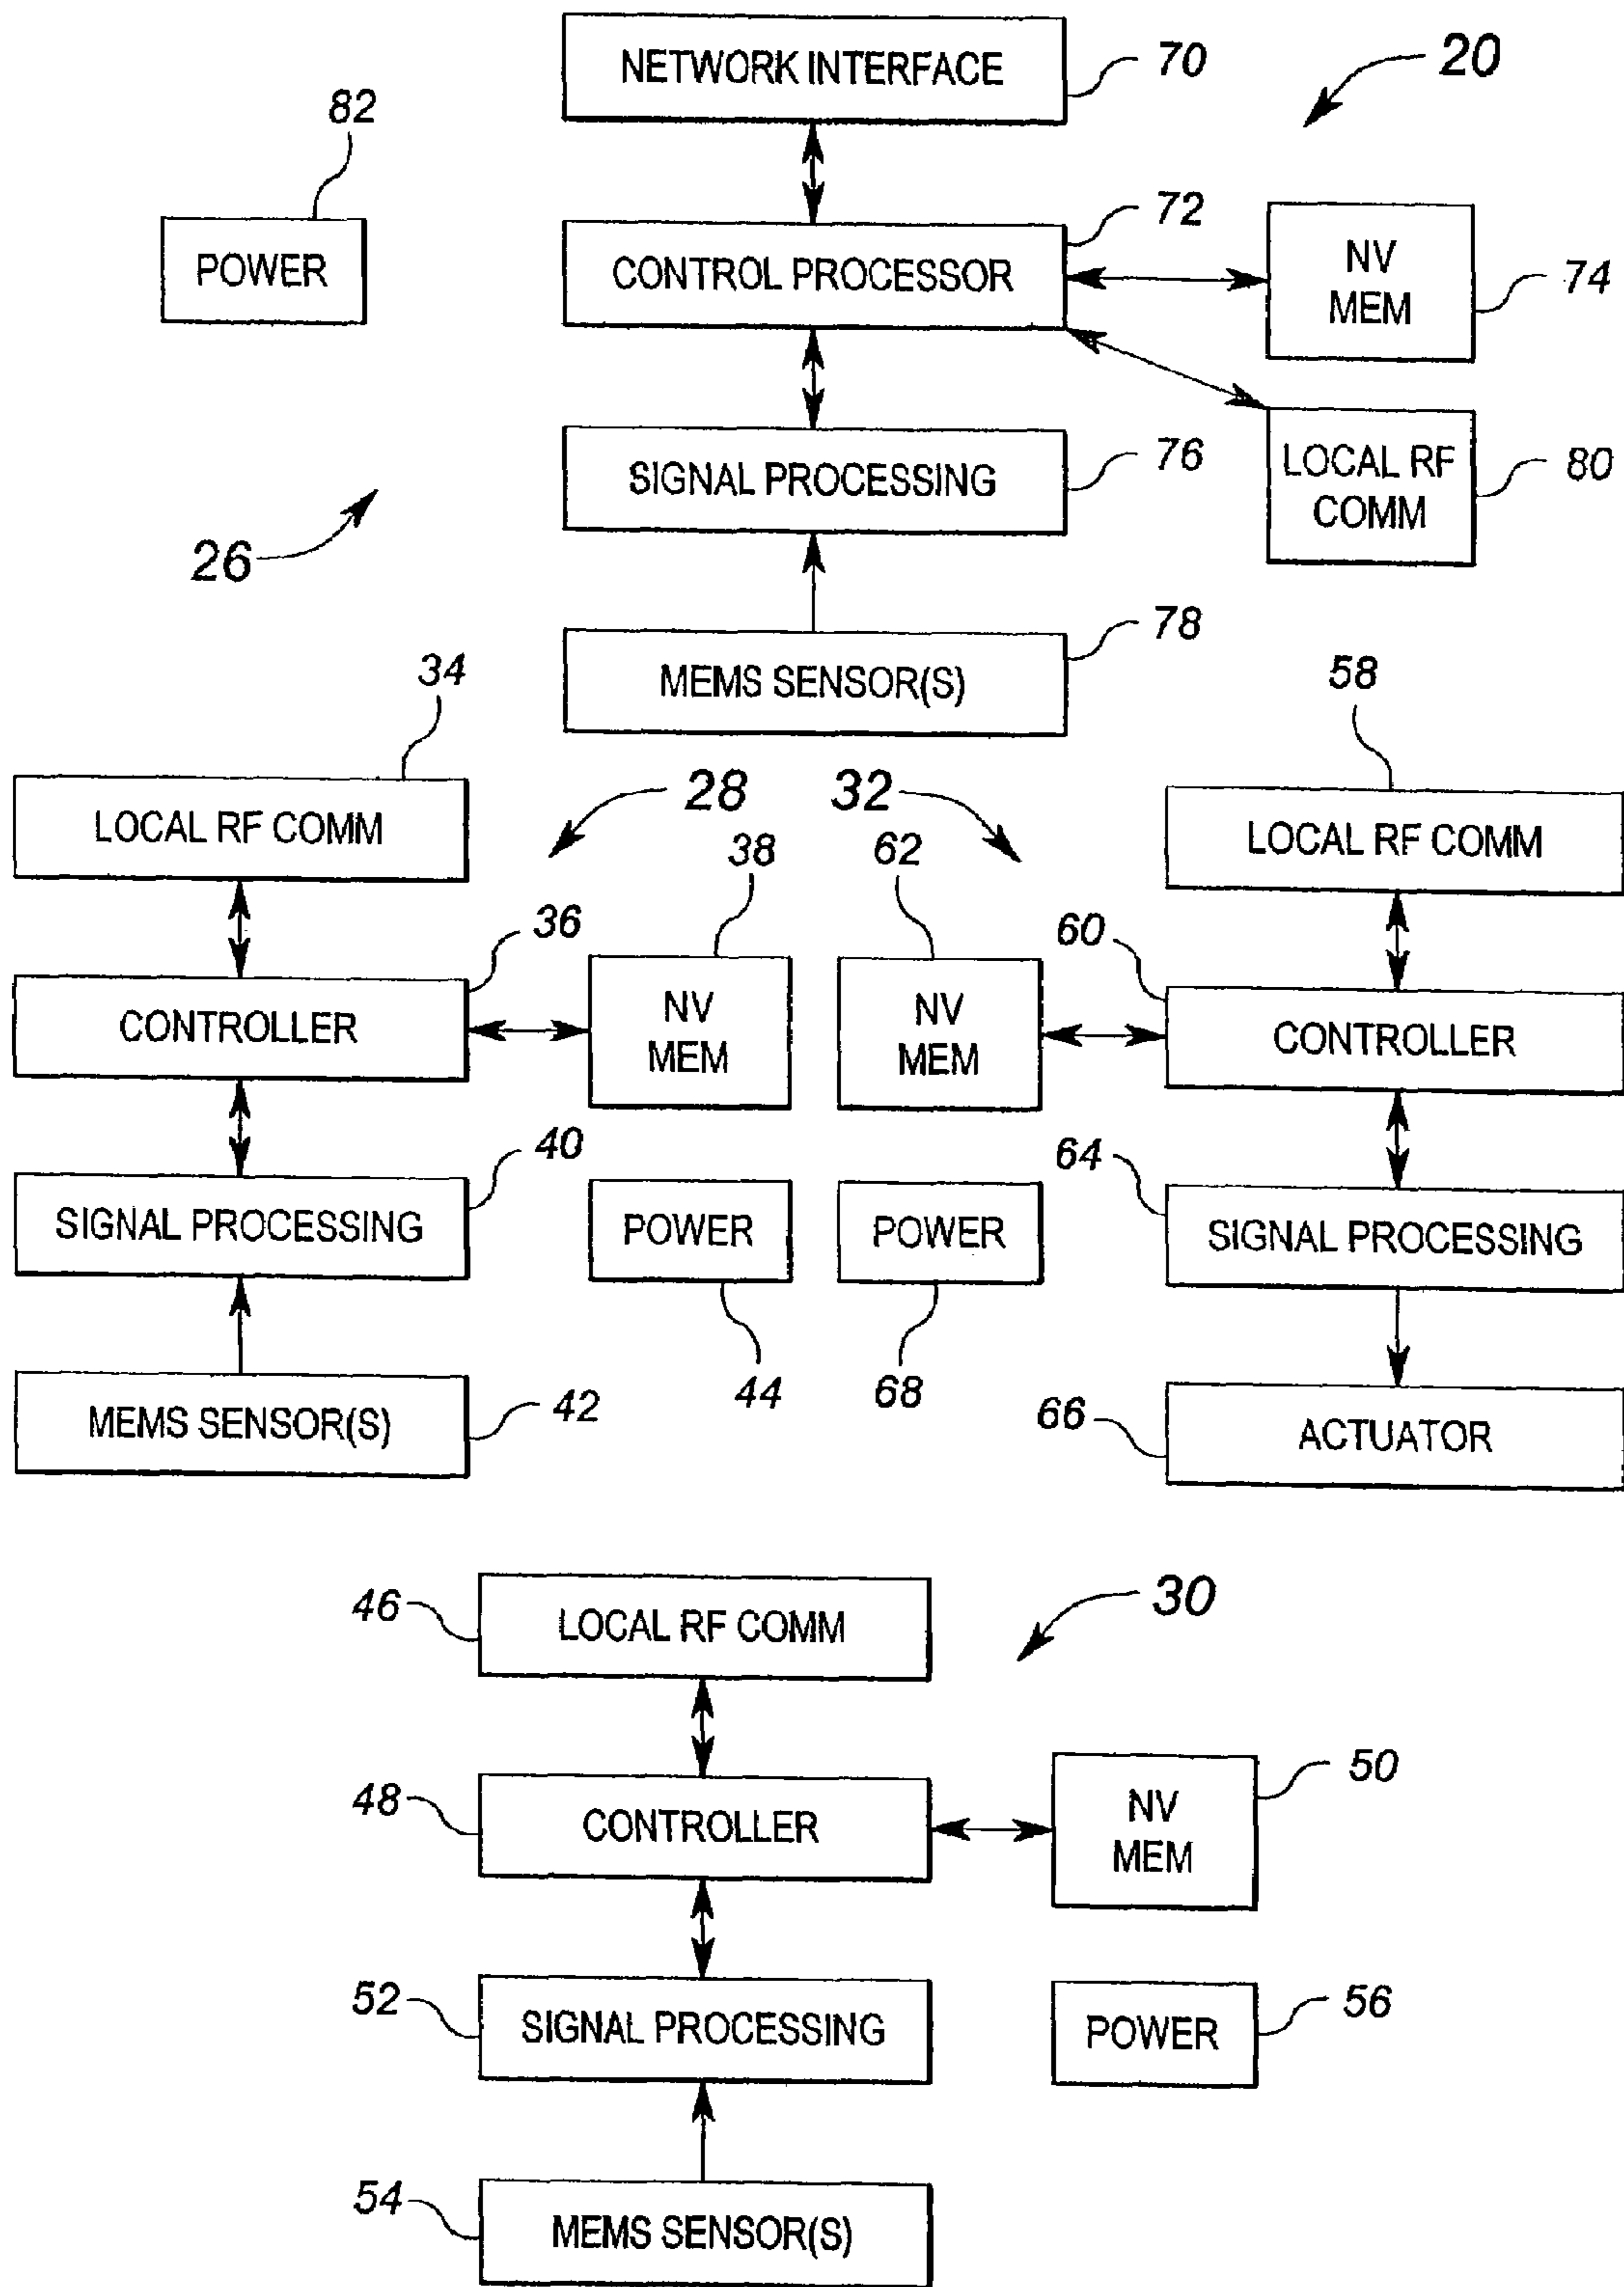 NETWORK INTERFACE
70
20
82
POWER
72
CONTROL PROCESSOR
NV
MEM
74
SIGNAL PROCESSING
76
LOCAL RF
COMM
80
26
MEMS SENSOR(S)
78
34
LOCAL RF COMM
28
36
CONTROLLER
38
NV
MEM
40
SIGNAL PROCESSING
POWER
44
MEMS SENSOR(S)
42
32
58
LOCAL RF COMM
62
NV
MEM
60
CONTROLLER
64
SIGNAL PROCESSING
POWER
68
66
ACTUATOR
46
LOCAL RF COMM
30
48
CONTROLLER
NV
MEM
50
52
SIGNAL PROCESSING
POWER
56
54
MEMS SENSOR(S)